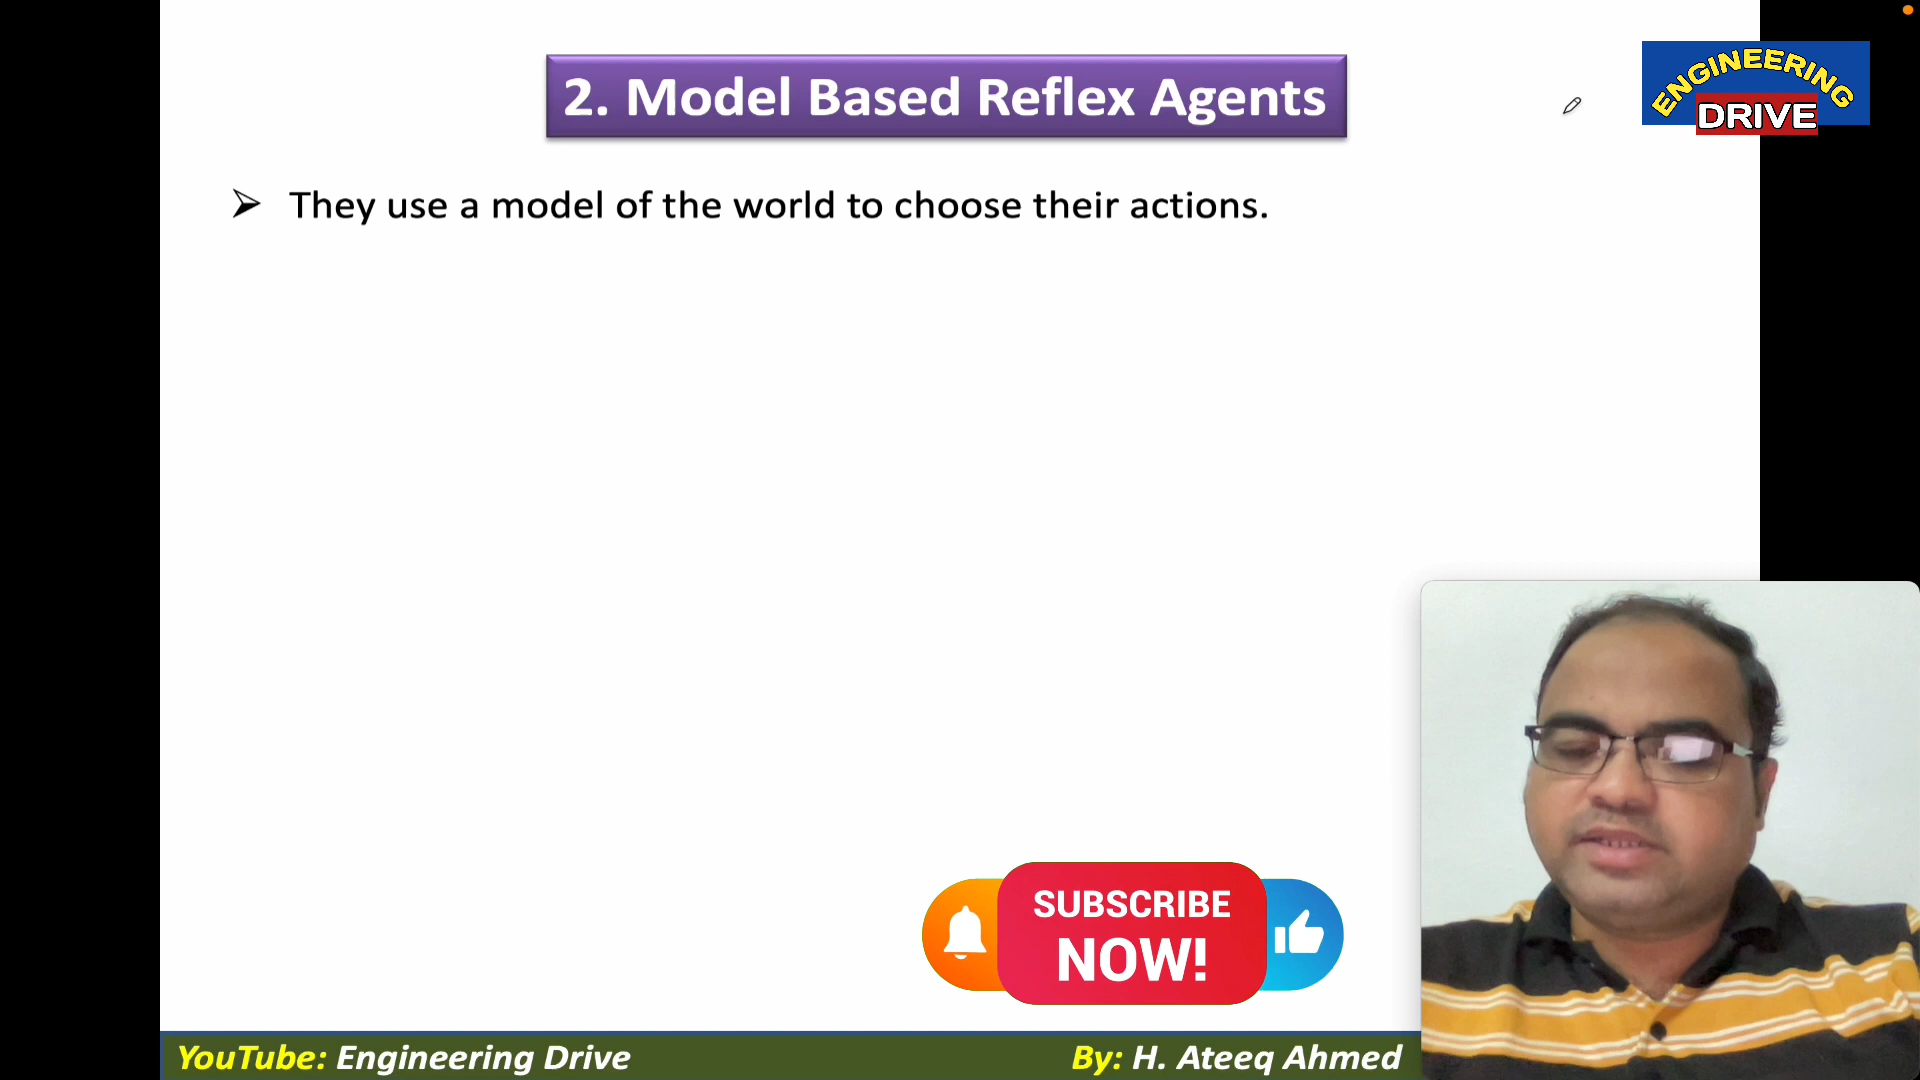 2. Model Based Reflex Agents
ENGINEERING
DRIVE
➢ They use a model of the world to choose their actions.
SUBSCRIBE
NOW!
YouTube: Engineering Drive
By: H. Ateeq Ahmed